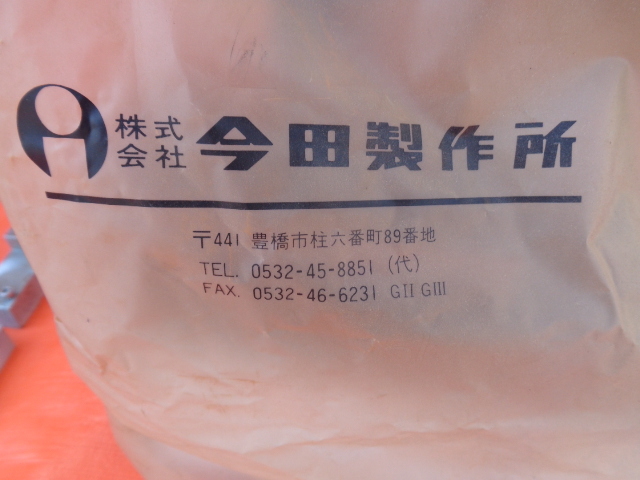 株式会社 今田製作所
〒441 豊橋市柱六番町89番地
TEL. 0532-45-8851 (代)
FAX. 0532-46-6231 GII GIII